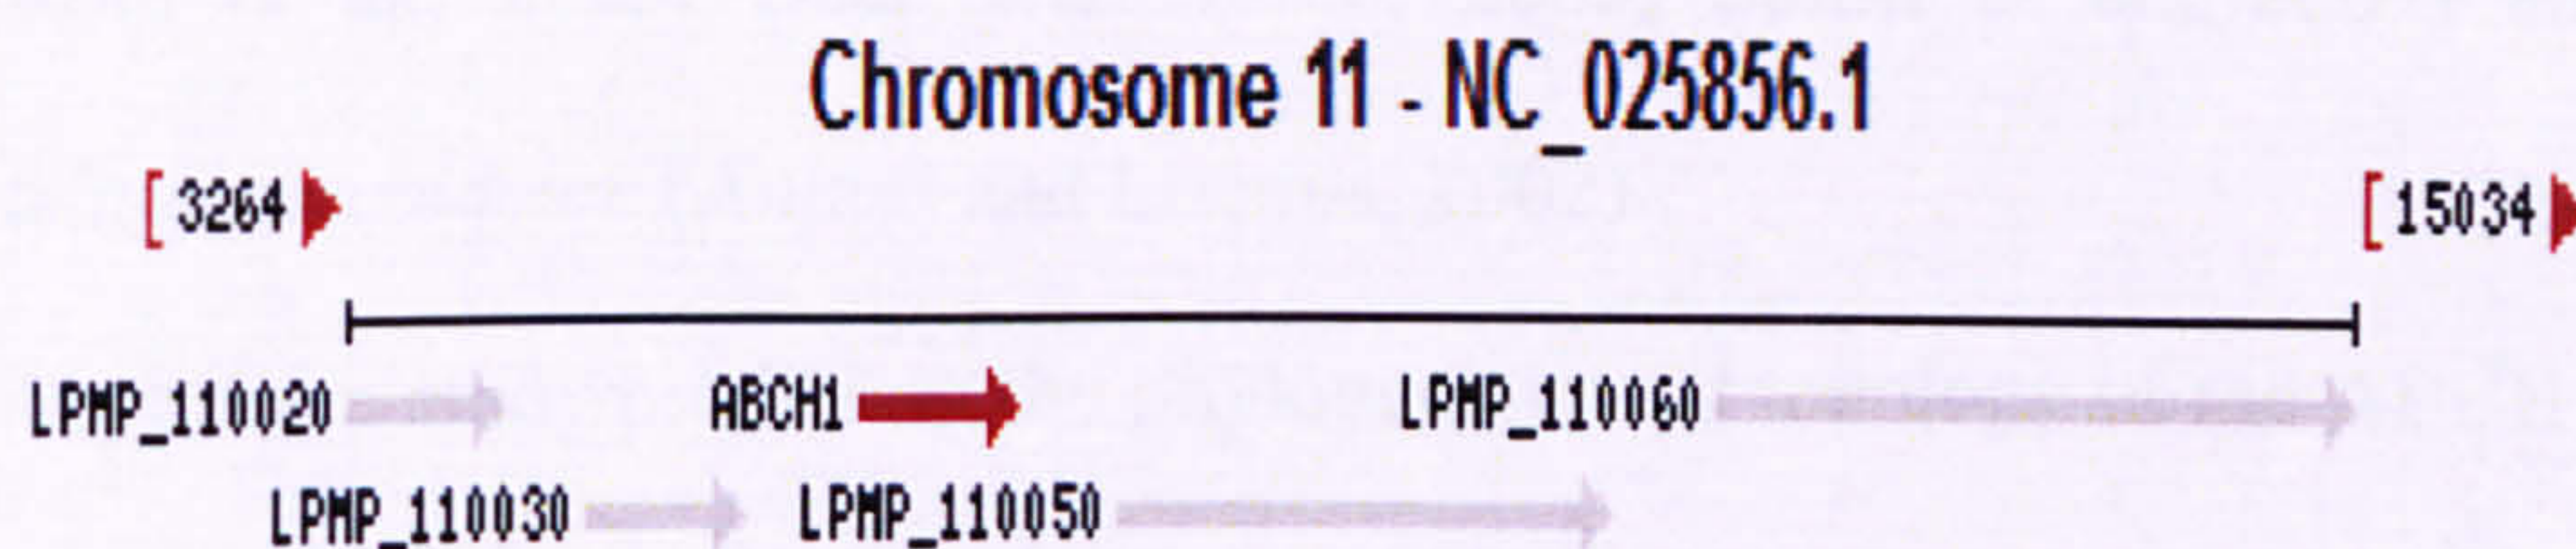 Chromosome 11 - NC_025856.1
[ 3264
[ 15034
LPMP_110020
ABCH1
LPMP_110060
LPMP_110030
LPMP_110050